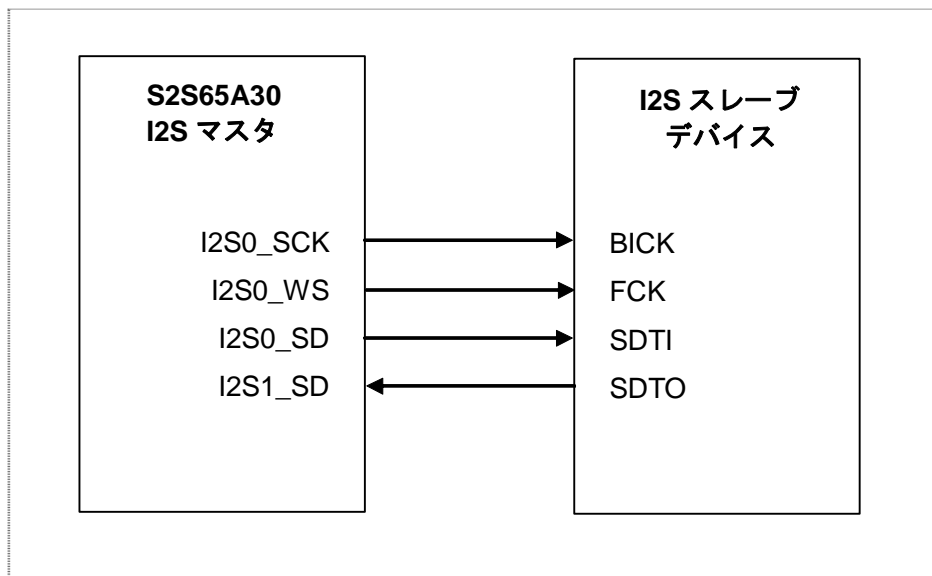 S2S65A30
I2S マスタ
I2S スレーブ
デバイス
I2S0_SCK
I2S0_WS
I2S0_SD
I2S1_SD
BICK
FCK
SDTI
SDTO